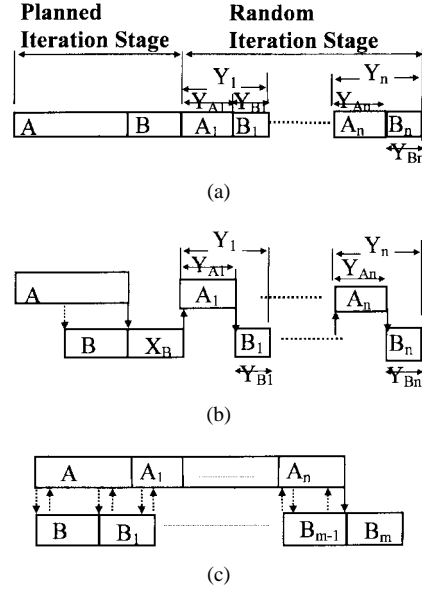 Planned Random
Iteration Stage Iteration Stage
Y1 Yn
YA1 YB1 YAn
A B A1 B1 An Bn
YBn
(a)
Y1 Yn
YA1 YAn
A A1 An
B XB B1 Bn
YB1 YBn
(b)
A A1 An
B B1 Bm-1 Bm
(c)